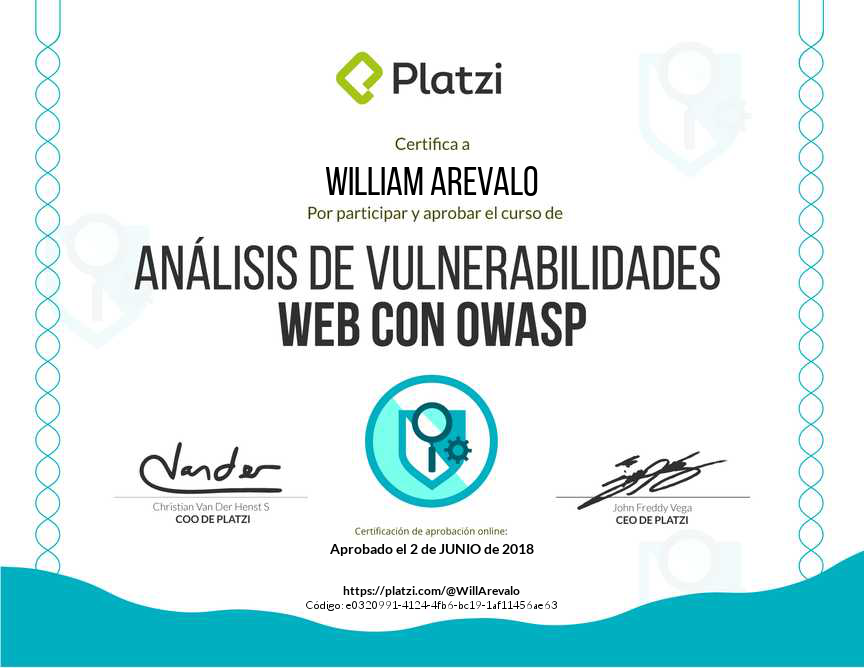 Platzi
Certifica a
WILLIAM AREVALO
Por participar y aprobar el curso de
ANÁLISIS DE VULNERABILIDADES
WEB CON OWASP
Christian Van Der Henst S
COO DE PLATZI
John Freddy Vega
CEO DE PLATZI
Certificación de aprobación online:
Aprobado el 2 de JUNIO de 2018
https://platzi.com/@WillArevalo
Código: e0320991-4124-4fb6-bc19-1af11456ae63